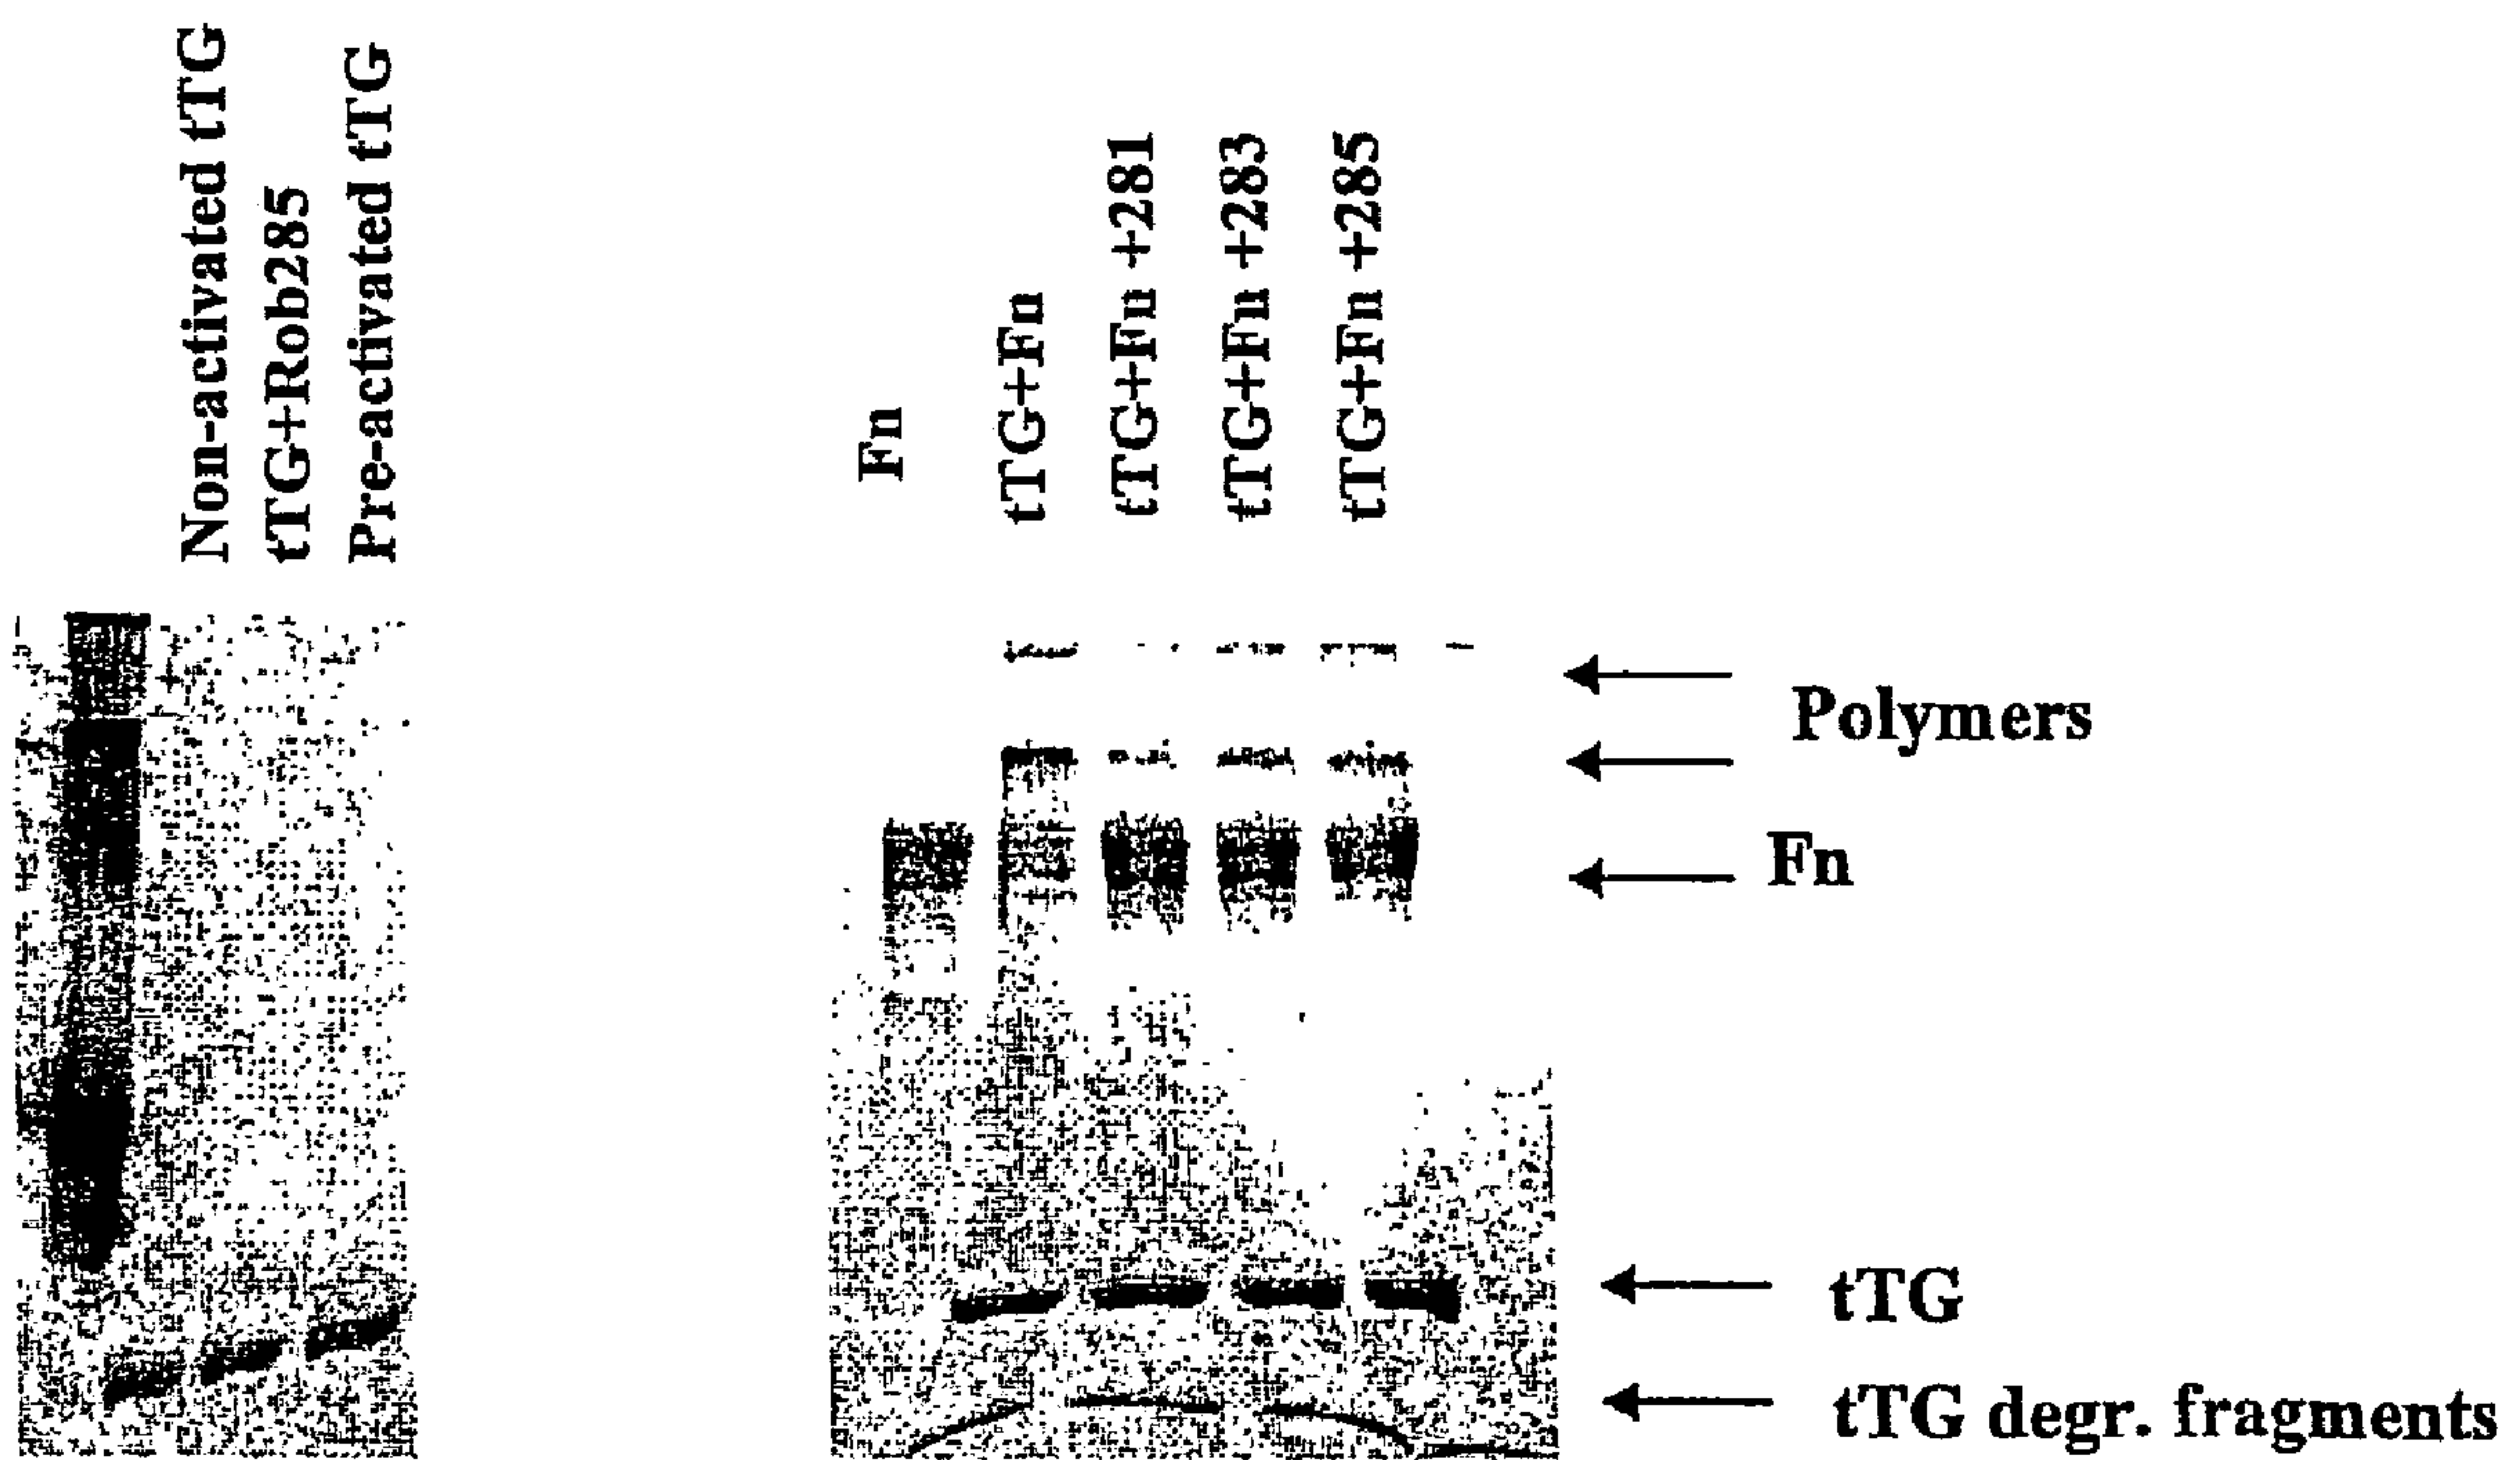 Non-activated tTG
tTG+Rob285
Pre-activated tTG
Fn
tTG+Fn
tTG+Fn +281
tTG+Fn +283
tTG+Fn +285
Polymers
Fn
tTG
tTG degr. fragments